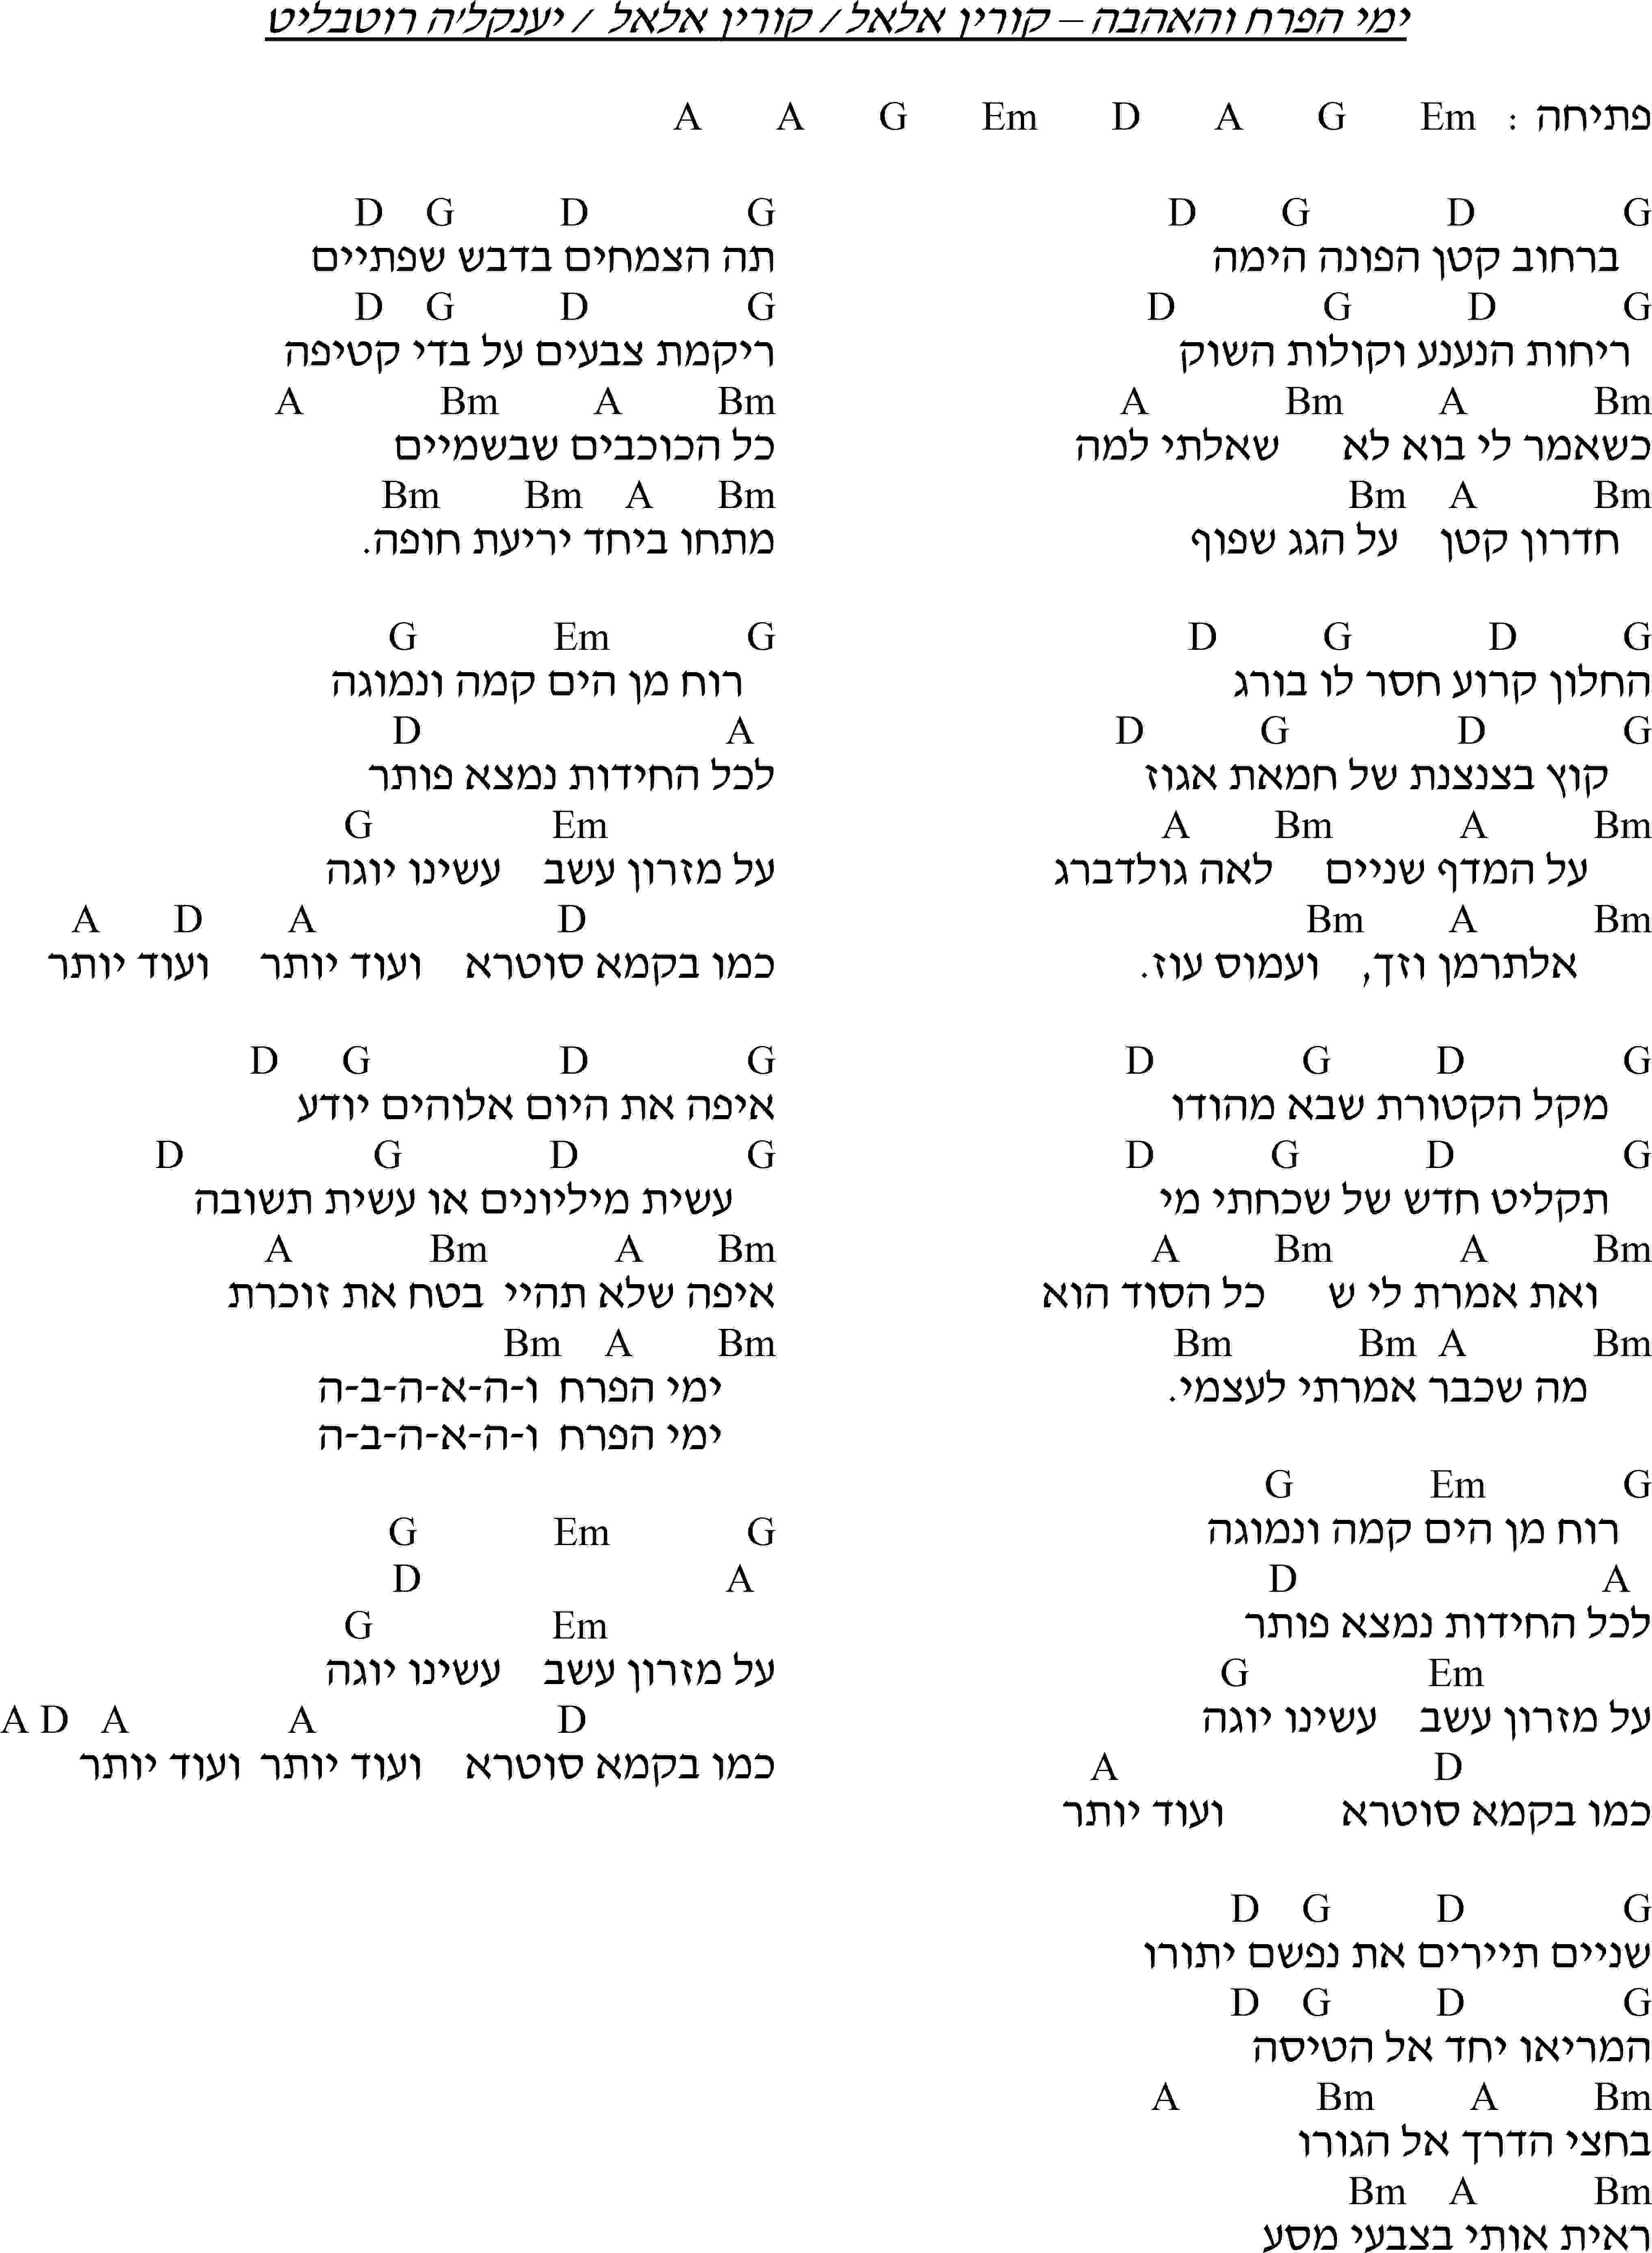 ימי הפרח והאהבה – קורין אלאל / קורין אלאל / יענקל'ה רוטבליט
פתיחה : Em G A D Em G A A
G D G D
ברחוב קטן הפונה הימה
G D G D
ריחות הנענע וקולות השוק
Bm A Bm A
כשאמר לי בוא לא שאלתי למה
Bm A Bm
חדרון קטן על הגג שפוף
G D G D
החלון קרוע חסר לו בורג
G D G D
קוץ בצנצנת של חמאת אגוז
Bm A Bm A
על המדף שניים לאה גולדברג
Bm A Bm
אלתרמן וזך, ועמוס עוז.
G D G D
מקל הקטורת שבא מהודו
G D G D
תקליט חדש של שכחתי מי
Bm A Bm A
ואת אמרת לי ש כל הסוד הוא
Bm A Bm Bm
מה שכבר אמרתי לעצמי.
G Em G
רוח מן הים קמה ונמוגה
A D
לכל החידות נמצא פותר
Em G
על מזרון עשב עשינו יוגה
D A
כמו בקמא סוטרא ועוד יותר
G D G D
שניים תיירים את נפשם יתורו
G D G D
המריאו יחד אל הטיסה
Bm A Bm A
בחצי הדרך אל הגורו
Bm A Bm
ראית אותי בצבעי מסע
G D G D
תה הצמחים בדבש שפתיים
G D G D
ריקמת צבעים על בדי קטיפה
Bm A Bm A
כל הכוכבים שבשמיים
Bm A Bm Bm
מתחו ביחד יריעת חופה.
G Em G
רוח מן הים קמה ונמוגה
A D
לכל החידות נמצא פותר
Em G
על מזרון עשב עשינו יוגה
D A D A
כמו בקמא סוטרא ועוד יותר ועוד יותר
G D G D
איפה את היום אלוהים יודע
G D G D
עשית מיליונים או עשית תשובה
Bm A Bm A
איפה שלא תהיי בטח את זוכרת
Bm A Bm
ימי הפרח ו-ה-א-ה-ב-ה
ימי הפרח ו-ה-א-ה-ב-ה
G Em G
A D
Em G
על מזרון עשב עשינו יוגה
D A A D A
כמו בקמא סוטרא ועוד יותר ועוד יותר